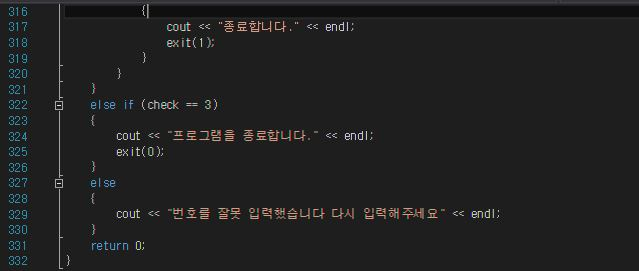 316 {
317 cout << "종료합니다." << endl;
318 exit(1);
319 }
320 }
321 }
322 else if (check == 3)
323 {
324 cout << "프로그램을 종료합니다." << endl;
325 exit(0);
326 }
327 else
328 {
329 cout << "번호를 잘못 입력했습니다 다시 입력해주세요" << endl;
330 }
331 return 0;
332 }